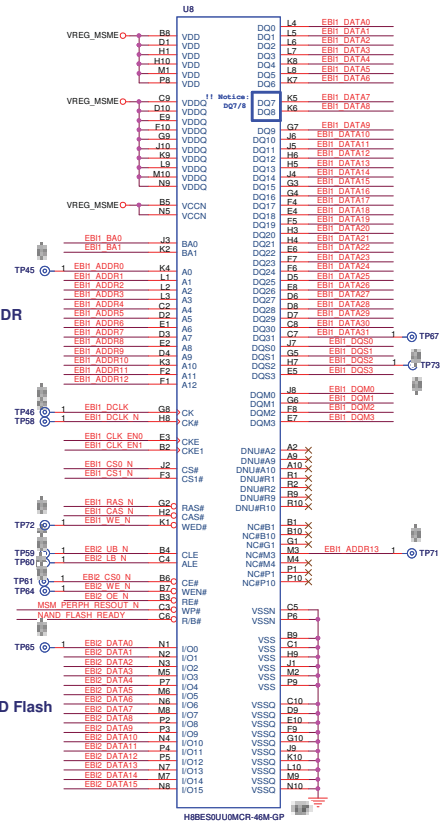 U8
VREG_MSME B8 VDD
D1 VDD
H1 VDD
H10 VDD
M1 VDD
P8 VDD
VREG_MSME C9 VDDQ
D10 VDDQ
E9 VDDQ
F10 VDDQ
G9 VDDQ
J10 VDDQ
K9 VDDQ
L9 VDDQ
M10 VDDQ
N9 VDDQ
VREG_MSME B5 VCCN
N5 VCCN
EBI1_BA0 J3 BA0
EBI1_BA1 K2 BA1
TP45 1 EBI1_ADDR0 K4 A0
EBI1_ADDR1 L1 A1
EBI1_ADDR2 L2 A2
EBI1_ADDR3 L3 A3
EBI1_ADDR4 C2 A4
DR
EBI1_ADDR5 D2 A5
EBI1_ADDR6 E1 A6
EBI1_ADDR7 D3 A7
EBI1_ADDR8 E2 A8
EBI1_ADDR9 D4 A9
EBI1_ADDR10 K3 A10
EBI1_ADDR11 F2 A11
EBI1_ADDR12 F1 A12
TP46 1 EBI1_DCLK G8 CK
TP58 1 EBI1_DCLK_N H8 CK#
EBI1_CLK_EN0 E3 CKE
EBI1_CLK_EN1 B2 CKE1
EBI1_CS0_N J2 CS#
EBI1_CS1_N F3 CS1#
EBI1_RAS_N G2 RAS#
EBI1_CAS_N H2 CAS#
TP72 1 EBI1_WE_N K1 WED#
TP59 1 EBI2_UB_N B4 CLE
TP60 1 EBI2_LB_N C4 ALE
TP61 1 EBI2_CS0_N B6 CE#
TP64 1 EBI2_WE_N B7 WEN#
EBI2_OE_N B3 RE#
MSM_PERPH_RESOUT_N C3 WP#
NAND_FLASH_READY C6 R/B#
TP65 1 EBI2_DATA0 N1 I/O0
EBI2_DATA1 N2 I/O1
EBI2_DATA2 N3 I/O2
EBI2_DATA3 M5 I/O3
EBI2_DATA4 P7 I/O4
EBI2_DATA5 M6 I/O5
D Flash
EBI2_DATA6 N6 I/O6
EBI2_DATA7 M8 I/O7
EBI2_DATA8 P2 I/O8
EBI2_DATA9 P3 I/O9
EBI2_DATA10 N4 I/O10
EBI2_DATA11 P4 I/O11
EBI2_DATA12 P5 I/O12
EBI2_DATA13 N7 I/O13
EBI2_DATA14 M7 I/O14
EBI2_DATA15 N8 I/O15
DQ0 L4 EBI1_DATA0
DQ1 L5 EBI1_DATA1
DQ2 L6 EBI1_DATA2
DQ3 L7 EBI1_DATA3
DQ4 K8 EBI1_DATA4
DQ5 L8 EBI1_DATA5
DQ6 K7 EBI1_DATA6
!! Notice:
DQ7/8
DQ7 K5 EBI1_DATA7
DQ8 K6 EBI1_DATA8
DQ9 G7 EBI1_DATA9
DQ10 J6 EBI1_DATA10
DQ11 J5 EBI1_DATA11
DQ12 H6 EBI1_DATA12
DQ13 H5 EBI1_DATA13
DQ14 J4 EBI1_DATA14
DQ15 G3 EBI1_DATA15
DQ16 G4 EBI1_DATA16
DQ17 F4 EBI1_DATA17
DQ18 E4 EBI1_DATA18
DQ19 F5 EBI1_DATA19
DQ20 H3 EBI1_DATA20
DQ21 H4 EBI1_DATA21
DQ22 E6 EBI1_DATA22
DQ23 F7 EBI1_DATA23
DQ24 F6 EBI1_DATA24
DQ25 D5 EBI1_DATA25
DQ26 E8 EBI1_DATA26
DQ27 D6 EBI1_DATA27
DQ28 D8 EBI1_DATA28
DQ29 D7 EBI1_DATA29
DQ30 C8 EBI1_DATA30
DQ31 C7 EBI1_DATA31 1 TP67
DQS0 J7 EBI1_DQS0
DQS1 G5 EBI1_DQS1
DQS2 H7 EBI1_DQS2 1 TP73
DQS3 E5 EBI1_DQS3
DQM0 J8 EBI1_DQM0
DQM1 G6 EBI1_DQM1
DQM2 F8 EBI1_DQM2
DQM3 E7 EBI1_DQM3
DNU#A2 A2
DNU#A9 A9
DNU#A10 A10
DNU#R1 R1
DNU#R2 R2
DNU#R9 R9
DNU#R10 R10
NC#B1 B1
NC#B10 B10
NC#G1 G1
NC#M3 M3 EBI1_ADDR13 1 TP71
NC#M4 M4
NC#P1 P1
NC#P10 P10
VSSN C5
VSSN P6
VSS B9
VSS C1
VSS H9
VSS J1
VSS M2
VSS P9
VSSQ C10
VSSQ D9
VSSQ E10
VSSQ F9
VSSQ G10
VSSQ J9
VSSQ K10
VSSQ L10
VSSQ M9
VSSQ N10
H8BES0UU0MCR-46M-GP